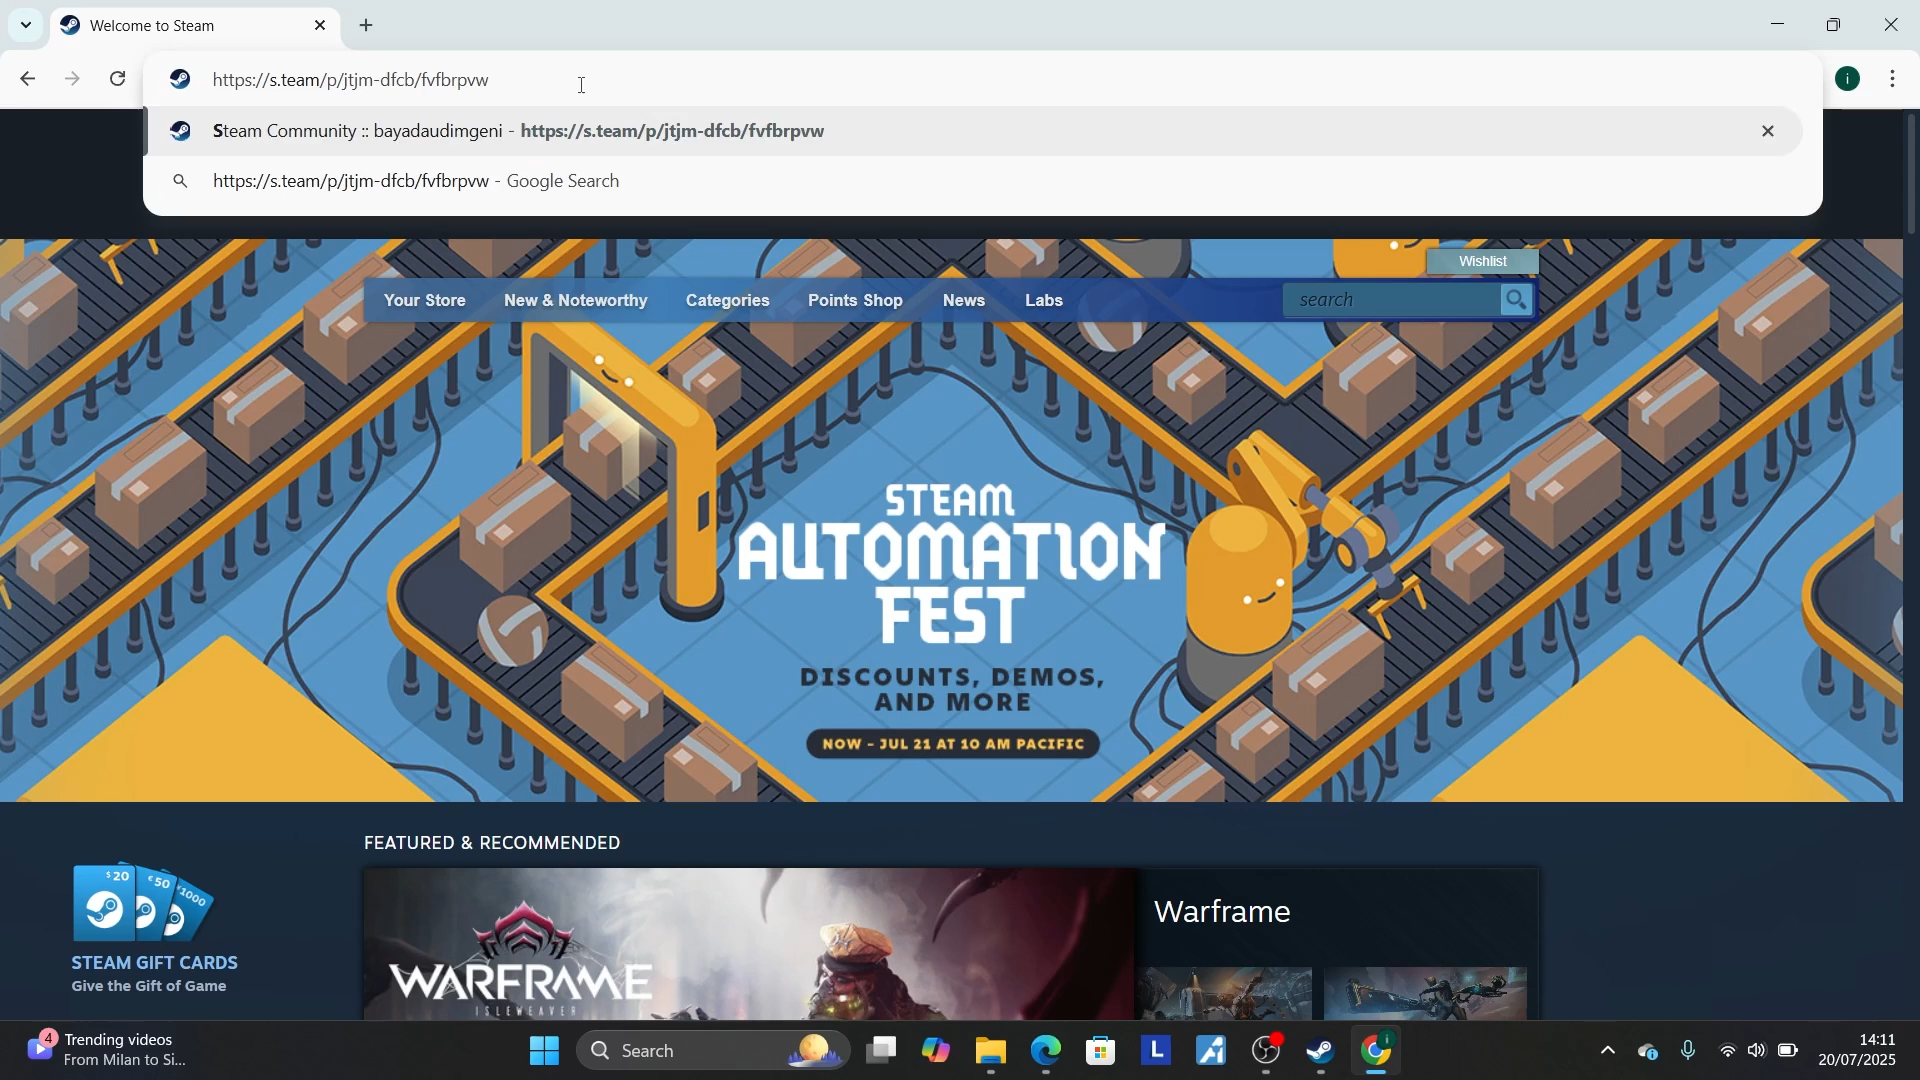 Welcome to Steam
https://s.team/p/jtjm-dfcb/fvfbrpvw
Steam Community :: bayadaudimgeni - https://s.team/p/jtjm-dfcb/fvfbrpvw
https://s.team/p/jtjm-dfcb/fvfbrpvw - Google Search
i
Wishlist
Your Store
New & Noteworthy
Categories
Points Shop
News
Labs
search
STEAM
AUTOMATION
FEST
DISCOUNTS, DEMOS,
AND MORE
NOW - JUL 21 AT 10 AM PACIFIC
FEATURED & RECOMMENDED
$20
€50
¥1000
STEAM GIFT CARDS
Give the Gift of Game
WARFRAME
ISLEWEAVER
Warframe
4
Trending videos
From Milan to Si...
Search
L
i
14:11
20/07/2025